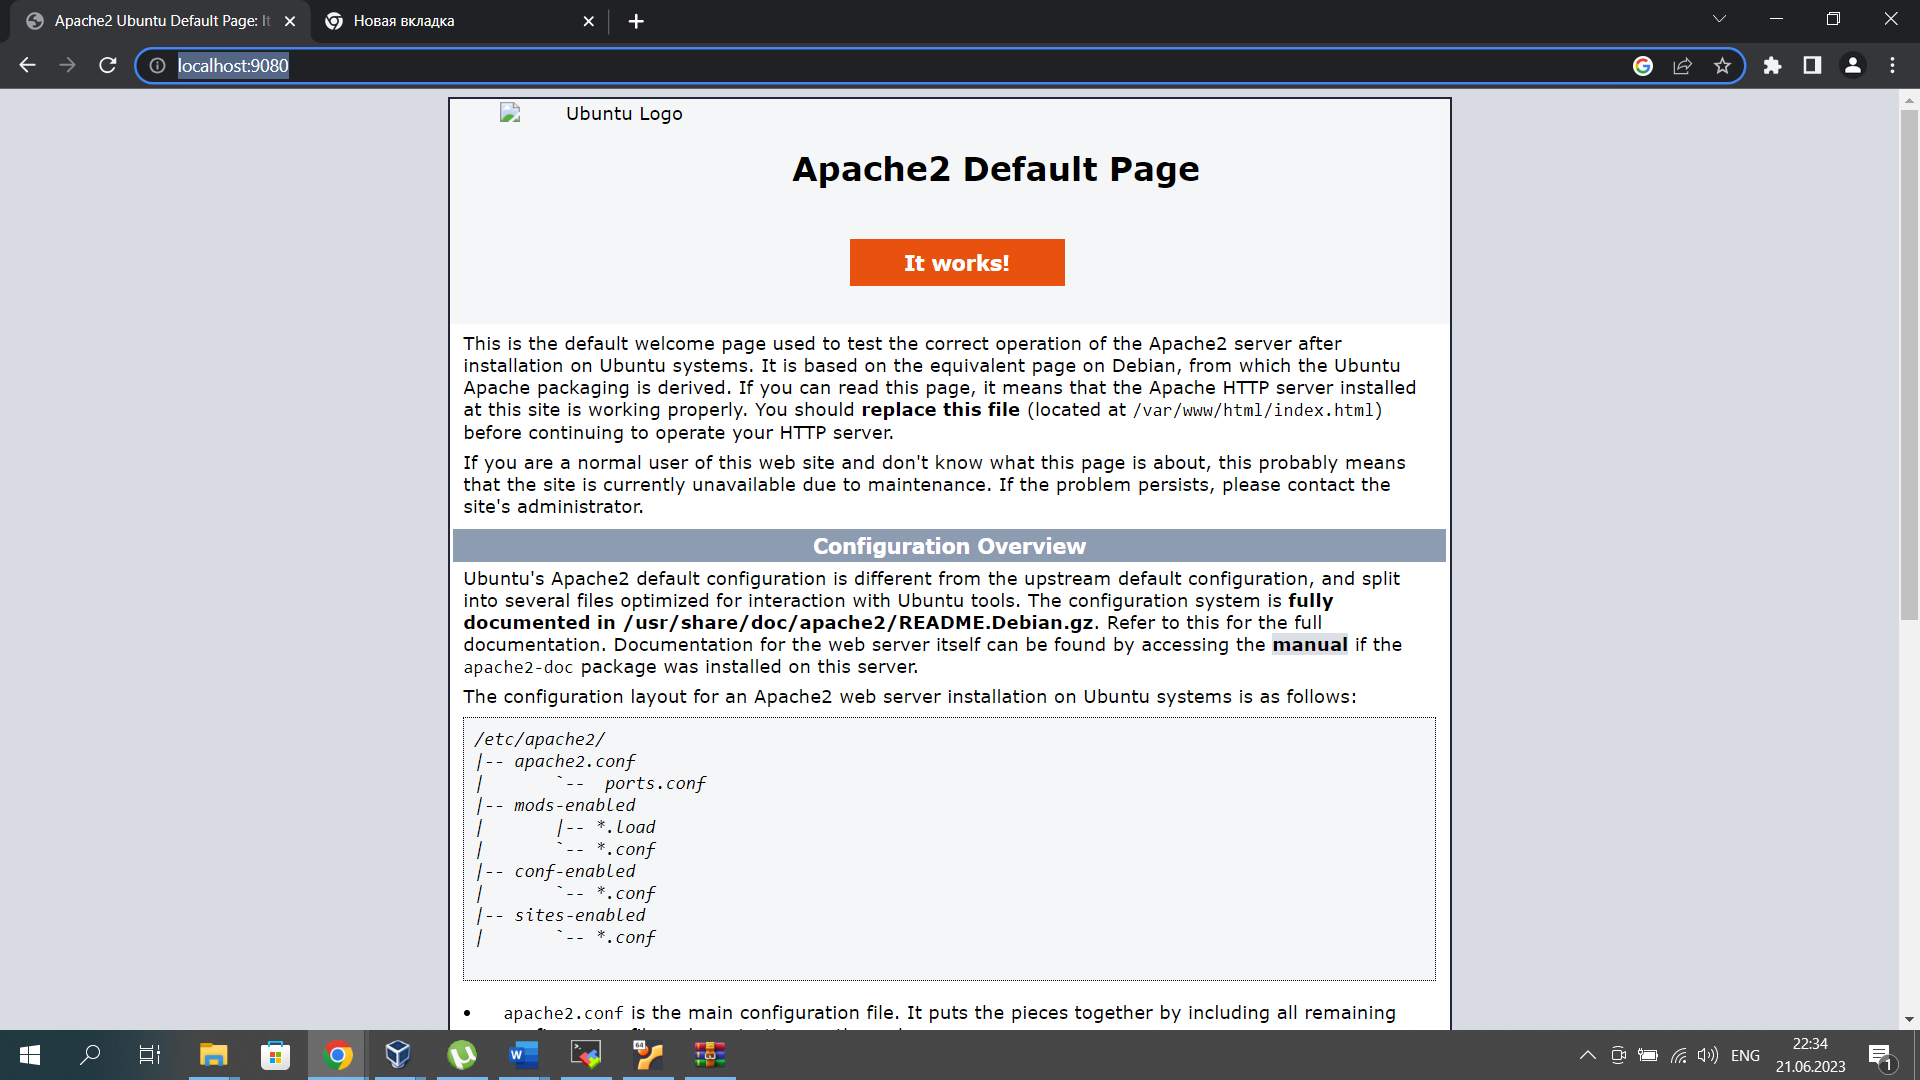 Apache2 Ubuntu Default Page: It
Новая вкладка
localhost:9080
Ubuntu Logo
Apache2 Default Page
It works!
This is the default welcome page used to test the correct operation of the Apache2 server after
installation on Ubuntu systems. It is based on the equivalent page on Debian, from which the Ubuntu
Apache packaging is derived. If you can read this page, it means that the Apache HTTP server installed
at this site is working properly. You should replace this file (located at /var/www/html/index.html)
before continuing to operate your HTTP server.
If you are a normal user of this web site and don't know what this page is about, this probably means
that the site is currently unavailable due to maintenance. If the problem persists, please contact the
site's administrator.
Configuration Overview
Ubuntu's Apache2 default configuration is different from the upstream default configuration, and split
into several files optimized for interaction with Ubuntu tools. The configuration system is fully
documented in /usr/share/doc/apache2/README.Debian.gz. Refer to this for the full
documentation. Documentation for the web server itself can be found by accessing the manual if the
apache2-doc package was installed on this server.
The configuration layout for an Apache2 web server installation on Ubuntu systems is as follows:
/etc/apache2/
|-- apache2.conf
|       `--  ports.conf
|-- mods-enabled
|       |-- *.load
|       `-- *.conf
|-- conf-enabled
|       `-- *.conf
|-- sites-enabled
|       `-- *.conf
• apache2.conf is the main configuration file. It puts the pieces together by including all remaining
ENG
22:34
21.06.2023
1